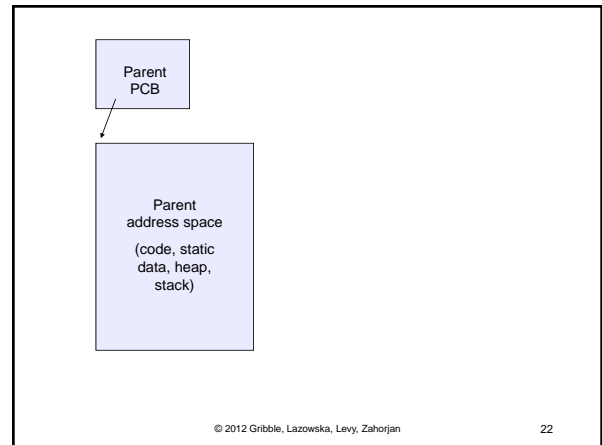 Parent
PCB
Parent
address space
(code, static
data, heap,
stack)
© 2012 Gribble, Lazowska, Levy, Zahorjan
22